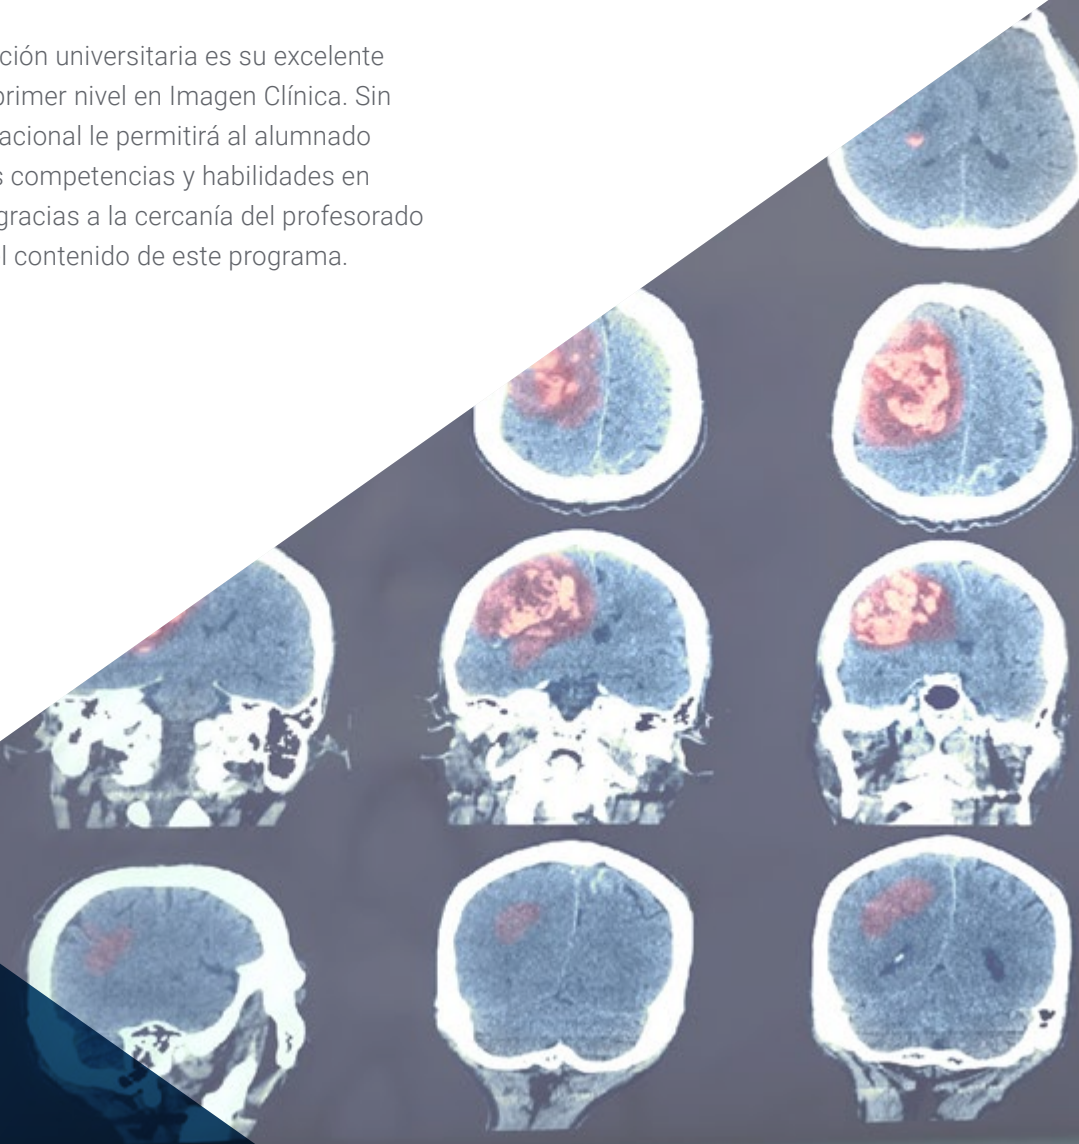 ción universitaria es su excelente
primer nivel en Imagen Clínica. Sin
acional le permitirá al alumnado
s competencias y habilidades en
gracias a la cercanía del profesorado
l contenido de este programa.